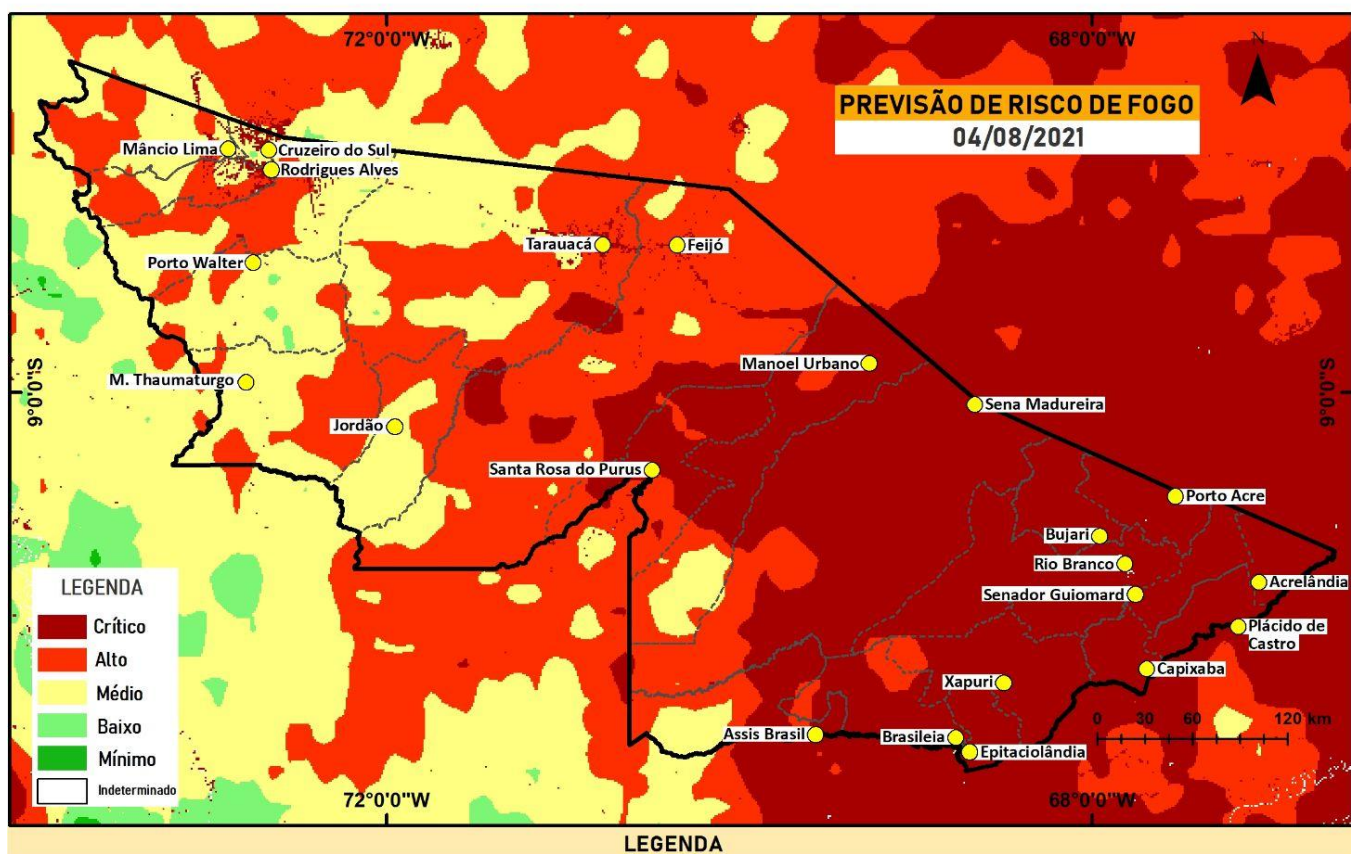 72°0'0"W
68°0'0"W
N
PREVISÃO DE RISCO DE FOGO
04/08/2021
Mâncio Lima
Cruzeiro do Sul
Rodrigues Alves
Tarauacá
Feijó
Porto Walter
Manoel Urbano
9°0'0"S
9°0'0"S
M. Thaumaturgo
Sena Madureira
Jordão
Santa Rosa do Purus
Porto Acre
Bujari
Rio Branco
Acrelândia
Senador Guiomard
Plácido de
Castro
Capixaba
Xapuri
Assis Brasil
Brasileia
Epitaciolândia
LEGENDA
Crítico
Alto
Médio
Baixo
Mínimo
Indeterminado
0 30 60 120 km
72°0'0"W
68°0'0"W
LEGENDA